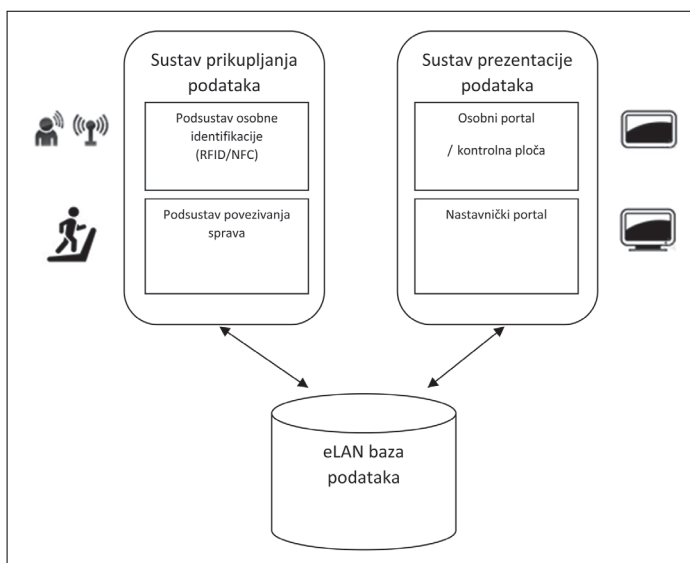 Sustav prikupljanja
podataka
Podsustav osobne
identifikacije
(RFID/NFC)
Podsustav povezivanja
sprava
Sustav prezentacije
podataka
Osobni portal
/ kontrolna ploča
Nastavnički portal
eLAN baza
podataka